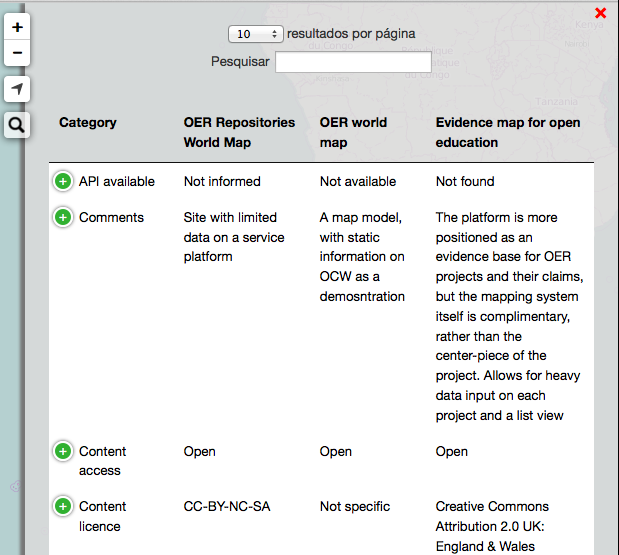 10 resultados por página
Pesquisar
Category OER Repositories World Map OER world map Evidence map for open education
API available Not informed Not available Not found
Comments
Site with limited
data on a service
platform
A map model,
with static
information on
OCW as a
demosntration
The platform is more
positioned as an
evidence base for OER
projects and their claims,
but the mapping system
itself is complimentary,
rather than the
center-piece of the
project. Allows for heavy
data input on each
project and a list view
Content
access
Open Open Open
Content
licence
CC-BY-NC-SA Not specific
Creative Commons
Attribution 2.0 UK:
England & Wales
Kenya
Tanzania
du Congo